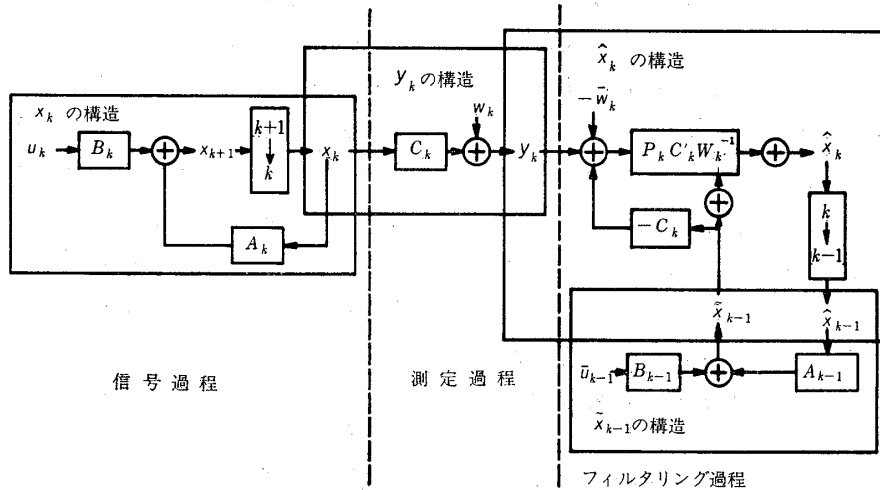 x_k の構造
u_k
B_k
x_{k+1}
k+1
↓
k
x_k
A_k
信号過程
y_k の構造
w_k
C_k
y_k
測定過程
x̂_k の構造
−w̄_k
P_k C'_k W_k^{-1}
x̂_k
−C_k
k
↓
k−1
x̃_{k−1}
x̂_{k−1}
ū_{k−1}
B_{k−1}
A_{k−1}
x̃_{k−1}の構造
フィルタリング過程